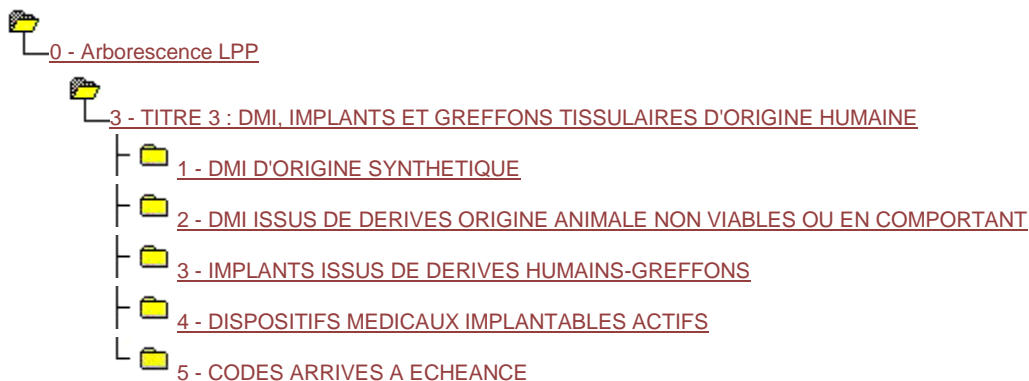 0 - Arborescence LPP
3 - TITRE 3 : DMI, IMPLANTS ET GREFFONS TISSULAIRES D'ORIGINE HUMAINE
1 - DMI D'ORIGINE SYNTHETIQUE
2 - DMI ISSUS DE DERIVES ORIGINE ANIMALE NON VIABLES OU EN COMPORTANT
3 - IMPLANTS ISSUS DE DERIVES HUMAINS-GREFFONS
4 - DISPOSITIFS MEDICAUX IMPLANTABLES ACTIFS
5 - CODES ARRIVES A ECHEANCE